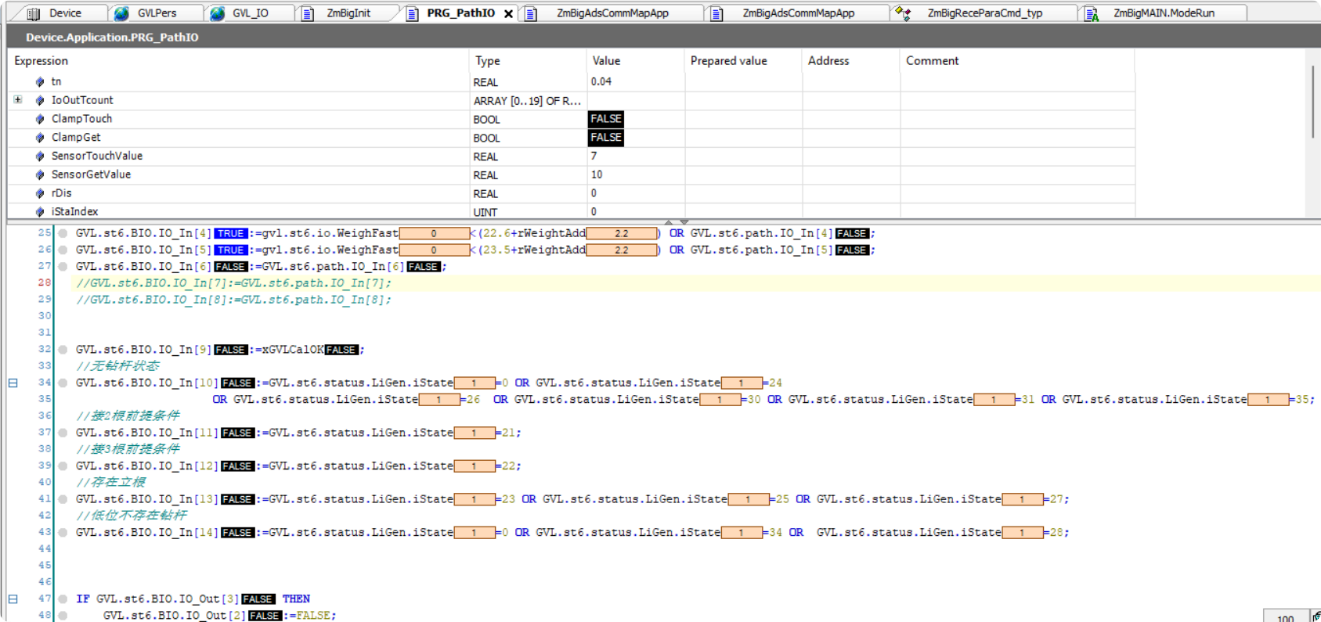 Device GVLPers GVL_IO ZmBigInit PRG_PathIO ZmBigAdsCommMapApp ZmBigAdsCommMapApp ZmBigRecePara​Cmd_typ ZmBigMAIN.ModeRun
Device.Application.PRG_PathIO
Expression Type Value Prepared value Address Comment
tn REAL 0.04
IoOutTcount ARRAY [0..19] OF R...
ClampTouch BOOL FALSE
ClampGet BOOL FALSE
SensorTouchValue REAL 7
SensorGetValue REAL 10
rDis REAL 0
iStaIndex UINT 0
25 GVL.st6.BIO.IO_In[4] TRUE :=gvl.st6.io.WeighFast 0 <(22.6+rWeightAdd 2.2 ) OR GVL.st6.path.IO_In[4] FALSE ;
26 GVL.st6.BIO.IO_In[5] TRUE :=gvl.st6.io.WeighFast 0 <(23.5+rWeightAdd 2.2 ) OR GVL.st6.path.IO_In[5] FALSE ;
27 GVL.st6.BIO.IO_In[6] FALSE :=GVL.st6.path.IO_In[6] FALSE ;
28 //GVL.st6.BIO.IO_In[7]:=GVL.st6.path.IO_In[7];
29 //GVL.st6.BIO.IO_In[8]:=GVL.st6.path.IO_In[8];
30
31
32 GVL.st6.BIO.IO_In[9] FALSE :=xGVLCalOK FALSE ;
33 //无钻杆状态
34 GVL.st6.BIO.IO_In[10] FALSE :=GVL.st6.status.LiGen.iState 1 =0 OR GVL.st6.status.LiGen.iState 1 =24
35 OR GVL.st6.status.LiGen.iState 1 =26 OR GVL.st6.status.LiGen.iState 1 =30 OR GVL.st6.status.LiGen.iState 1 =31 OR GVL.st6.status.LiGen.iState 1 =35;
36 //接2根前提条件
37 GVL.st6.BIO.IO_In[11] FALSE :=GVL.st6.status.LiGen.iState 1 =21;
38 //接3根前提条件
39 GVL.st6.BIO.IO_In[12] FALSE :=GVL.st6.status.LiGen.iState 1 =22;
40 //存在立根
41 GVL.st6.BIO.IO_In[13] FALSE :=GVL.st6.status.LiGen.iState 1 =23 OR GVL.st6.status.LiGen.iState 1 =25 OR GVL.st6.status.LiGen.iState 1 =27;
42 //低位不存在钻杆
43 GVL.st6.BIO.IO_In[14] FALSE :=GVL.st6.status.LiGen.iState 1 =0 OR GVL.st6.status.LiGen.iState 1 =34 OR GVL.st6.status.LiGen.iState 1 =28;
44
45
46
47 IF GVL.st6.BIO.IO_Out[3] FALSE THEN
48 GVL.st6.BIO.IO_Out[2] FALSE :=FALSE;
100